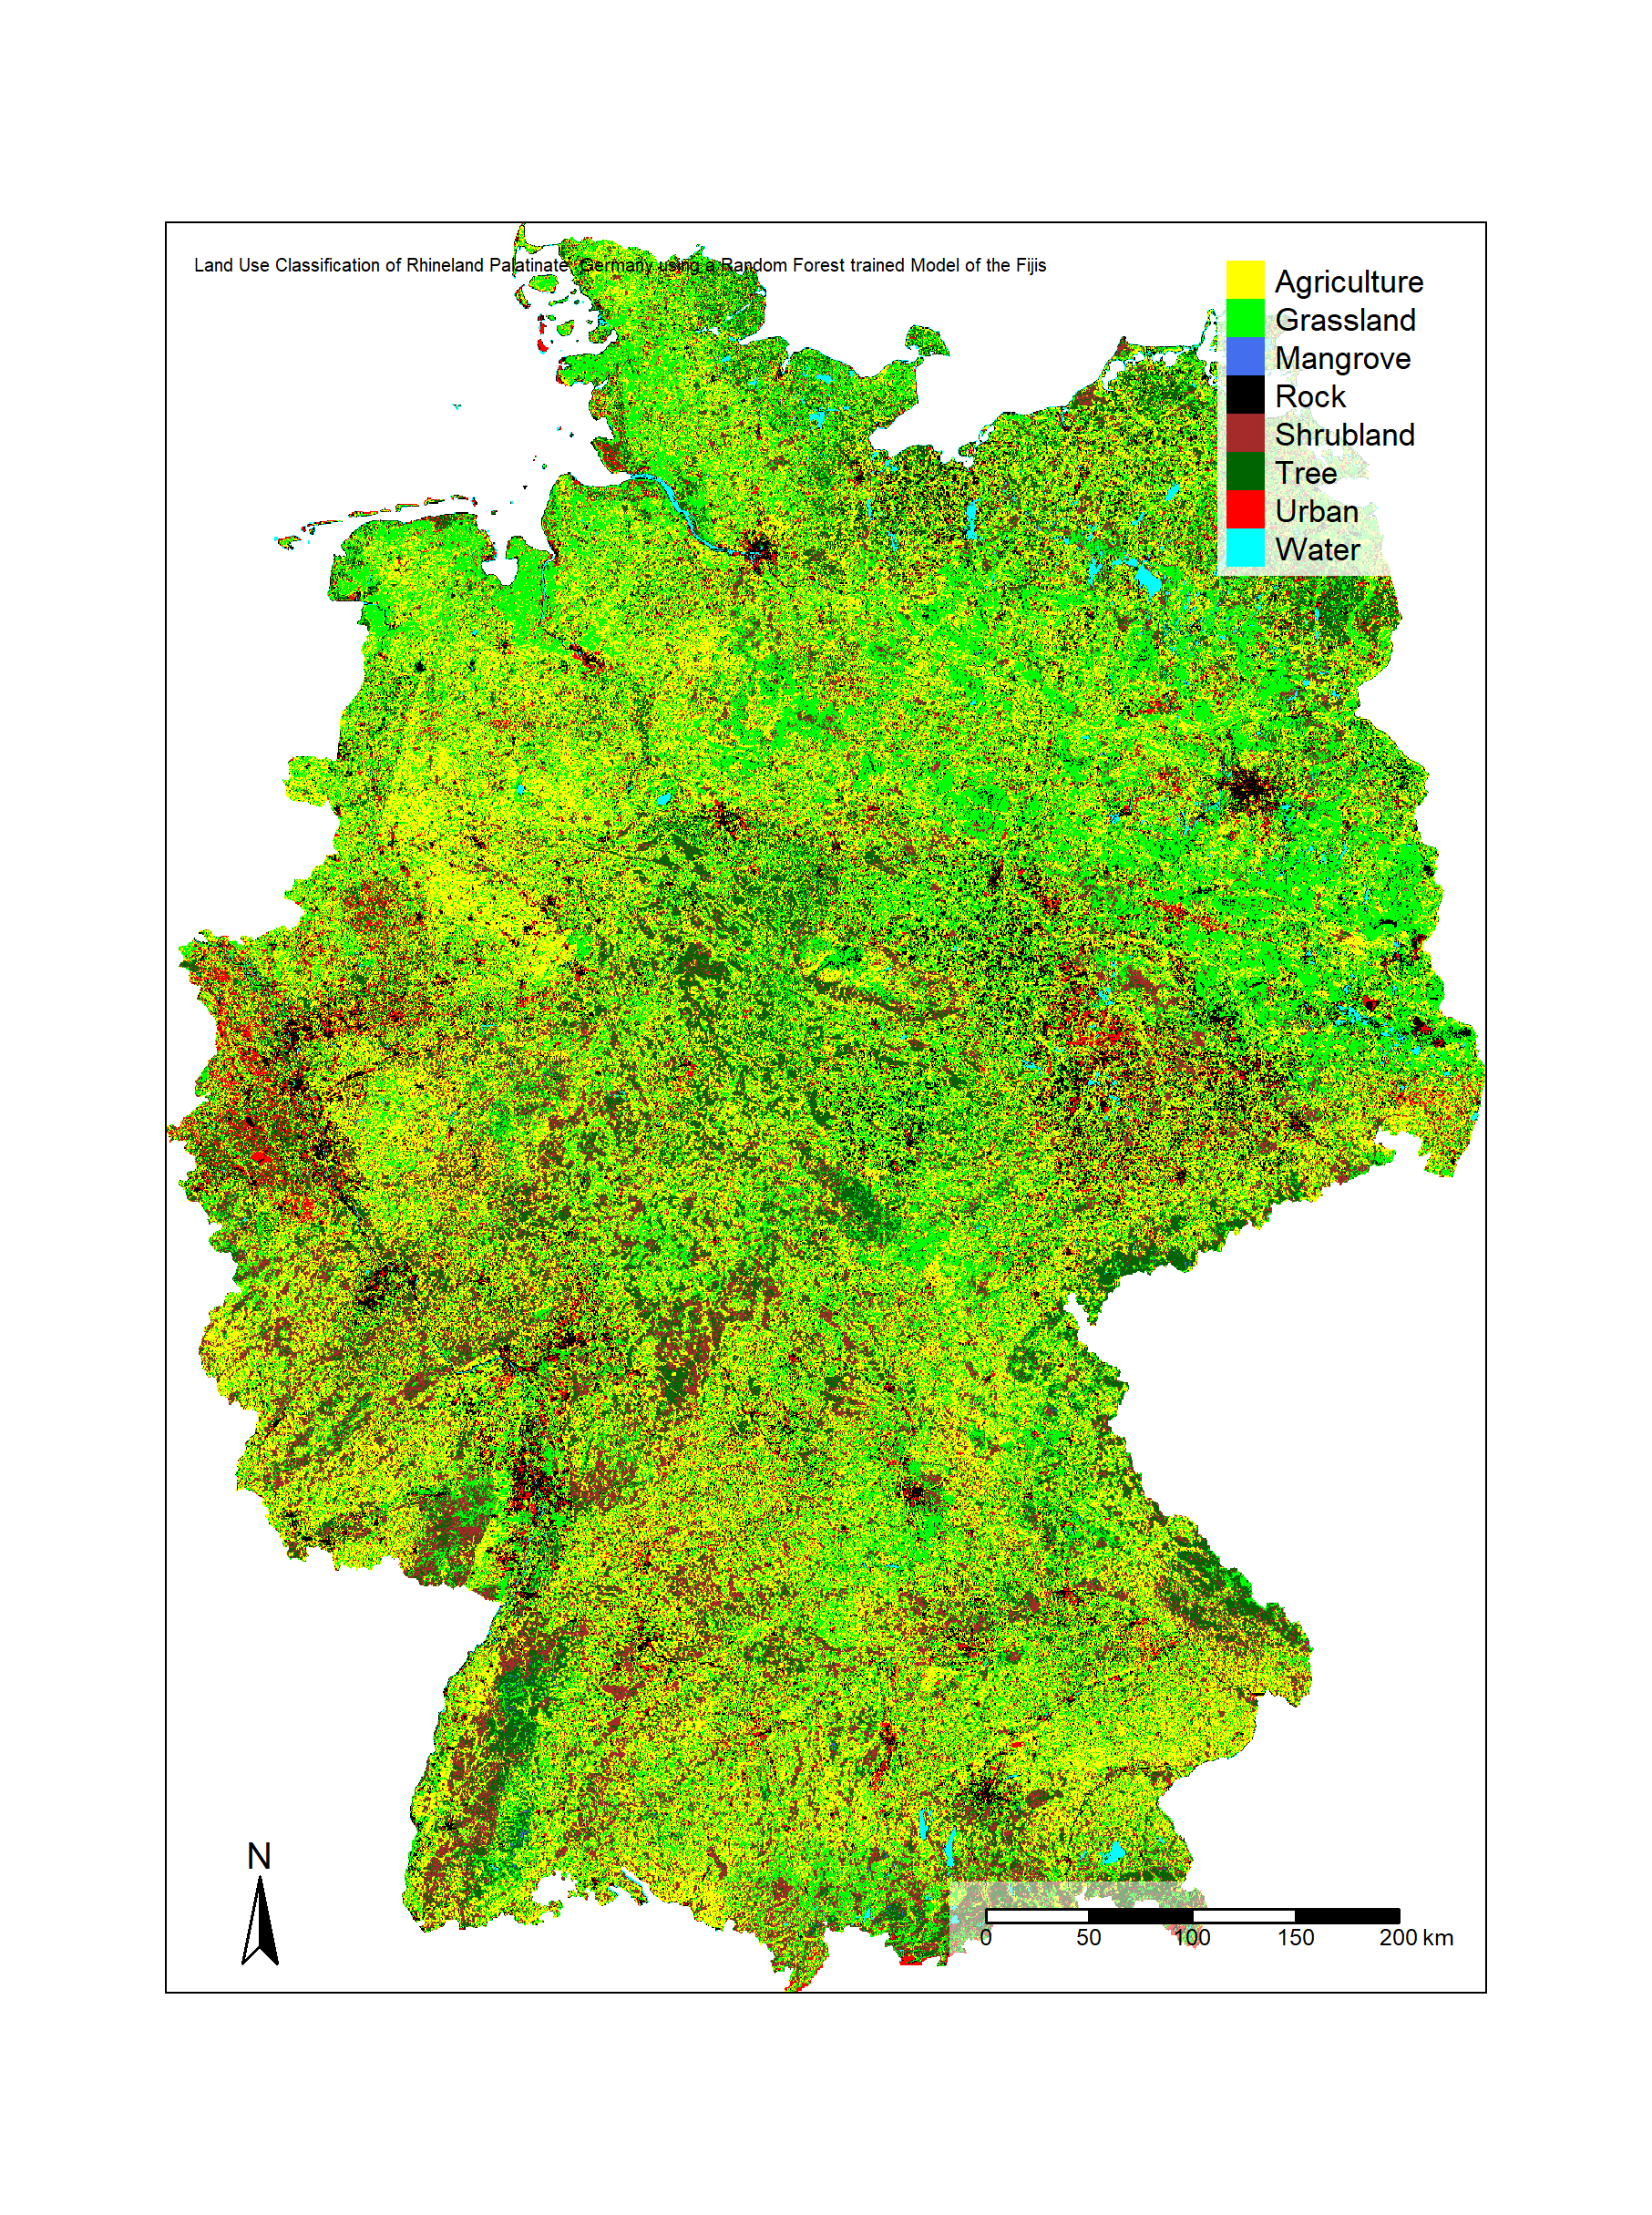 Land Use Classification of Rhineland Palatinate, Germany using a Random Forest trained Model of the Fijis
Agriculture
Grassland
Mangrove
Rock
Shrubland
Tree
Urban
Water
N
0 50 100 150 200 km